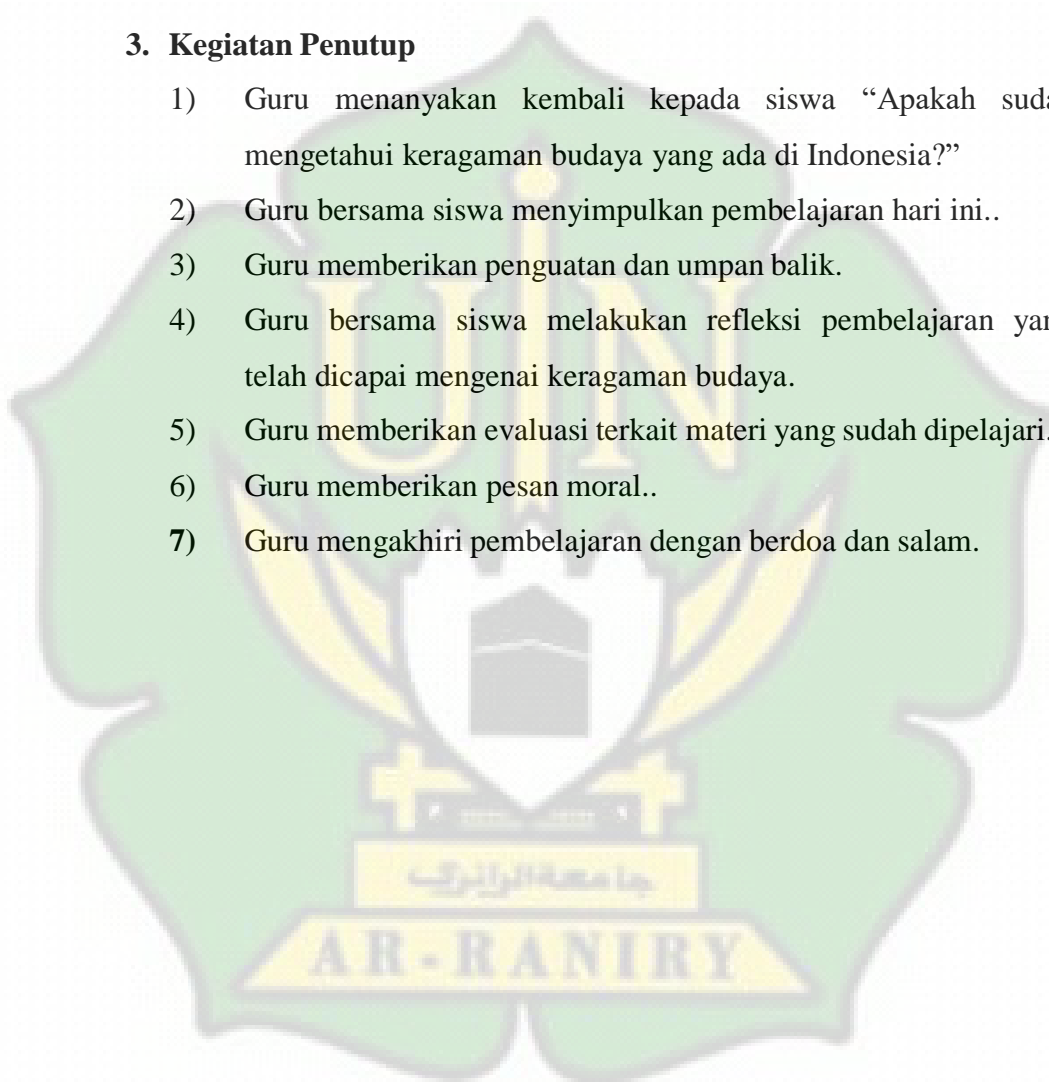 3. Kegiatan Penutup
1) Guru menanyakan kembali kepada siswa “Apakah suda
mengetahui keragaman budaya yang ada di Indonesia?”
2) Guru bersama siswa menyimpulkan pembelajaran hari ini..
3) Guru memberikan penguatan dan umpan balik.
4) Guru bersama siswa melakukan refleksi pembelajaran yan
telah dicapai mengenai keragaman budaya.
5) Guru memberikan evaluasi terkait materi yang sudah dipelajari.
6) Guru memberikan pesan moral..
7) Guru mengakhiri pembelajaran dengan berdoa dan salam.
UIN
جامعة الرانري
AR-RANIRY